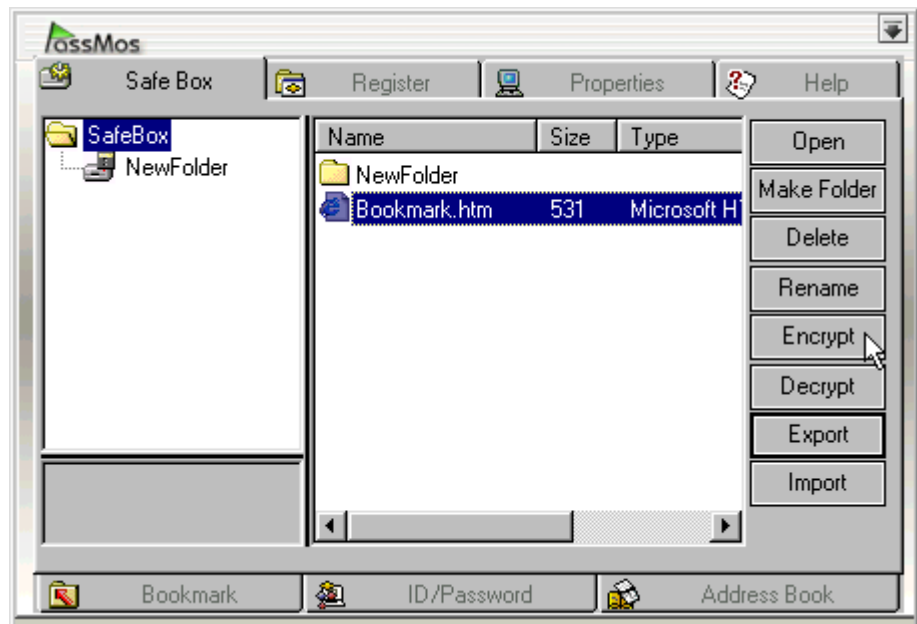 PassMos
Safe Box Register Properties Help
SafeBox
NewFolder
Name Size Type
NewFolder
Bookmark.htm 531 Microsoft H
Open
Make Folder
Delete
Rename
Encrypt
Decrypt
Export
Import
Bookmark ID/Password Address Book